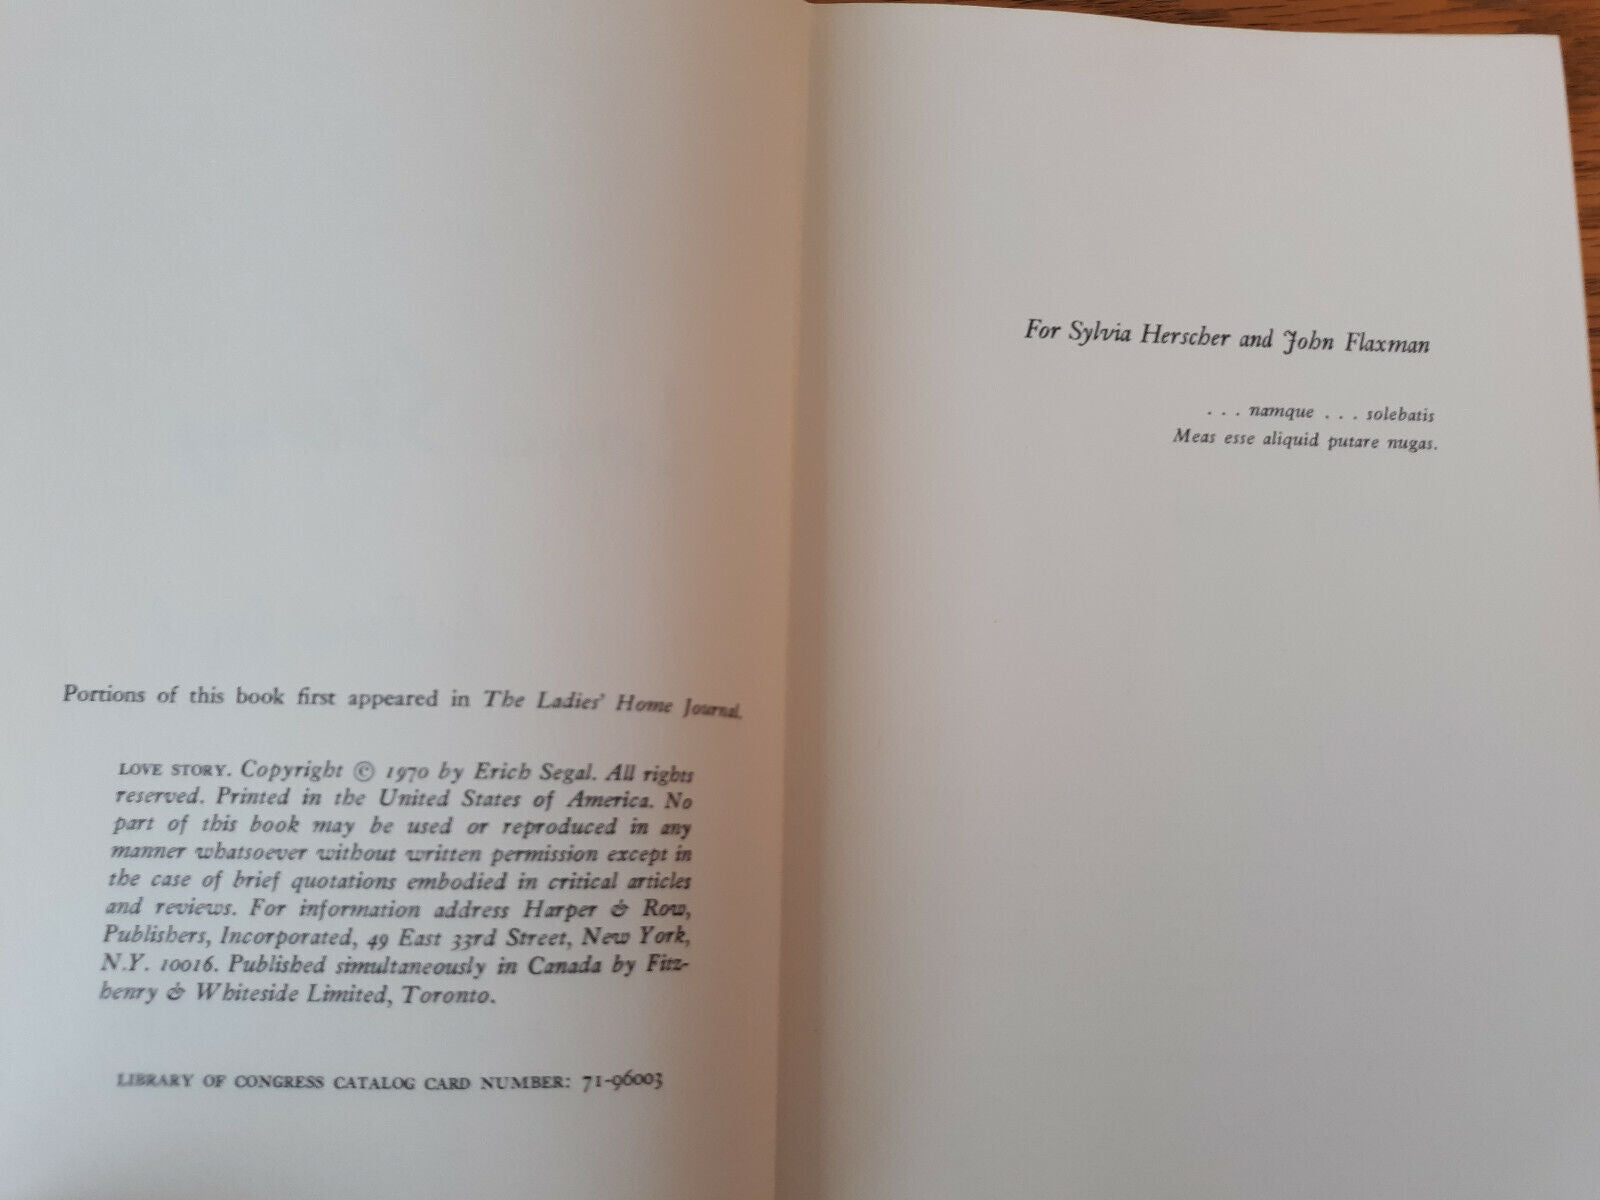 Portions of this book first appeared in The Ladies' Home Journal.
LOVE STORY. Copyright © 1970 by Erich Segal. All rights
reserved. Printed in the United States of America. No
part of this book may be used or reproduced in any
manner whatsoever without written permission except in
the case of brief quotations embodied in critical articles
and reviews. For information address Harper & Row,
Publishers, Incorporated, 49 East 33rd Street, New York,
N.Y. 10016. Published simultaneously in Canada by Fitz-
henry & Whiteside Limited, Toronto.
LIBRARY OF CONGRESS CATALOG CARD NUMBER: 71-96003
For Sylvia Herscher and John Flaxman
. . . namque . . . solebatis
Meas esse aliquid putare nugas.